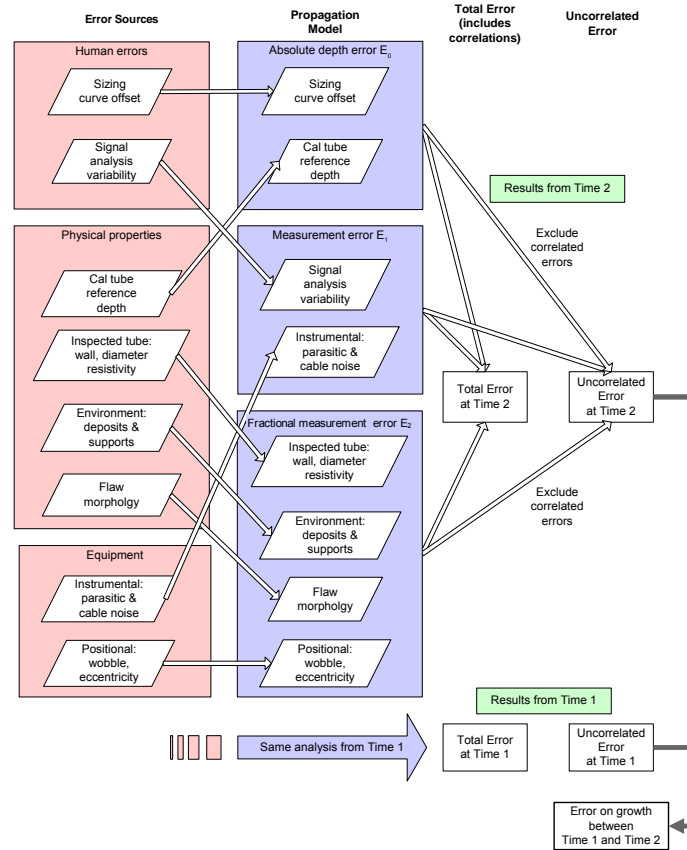 Error Sources
Propagation
Model
Total Error
(includes
correlations)
Uncorrelated
Error
Human errors
Sizing
curve offset
Signal
analysis
variability
Physical properties
Cal tube
reference
depth
Inspected tube:
wall, diameter
resistivity
Environment:
deposits &
supports
Flaw
morpholgy
Equipment
Instrumental:
parasitic &
cable noise
Positional:
wobble,
eccentricity
Absolute depth error E₀
Sizing
curve offset
Cal tube
reference
depth
Measurement error E₁
Signal
analysis
variability
Instrumental:
parasitic &
cable noise
Fractional measurement error E₂
Inspected tube:
wall, diameter
resistivity
Environment:
deposits &
supports
Flaw
morpholgy
Positional:
wobble,
eccentricity
Results from Time 2
Exclude
correlated
errors
Total Error
at Time 2
Uncorrelated
Error
at Time 2
Exclude
correlated
errors
Results from Time 1
Same analysis from Time 1
Total Error
at Time 1
Uncorrelated
Error
at Time 1
Error on growth
between
Time 1 and Time 2